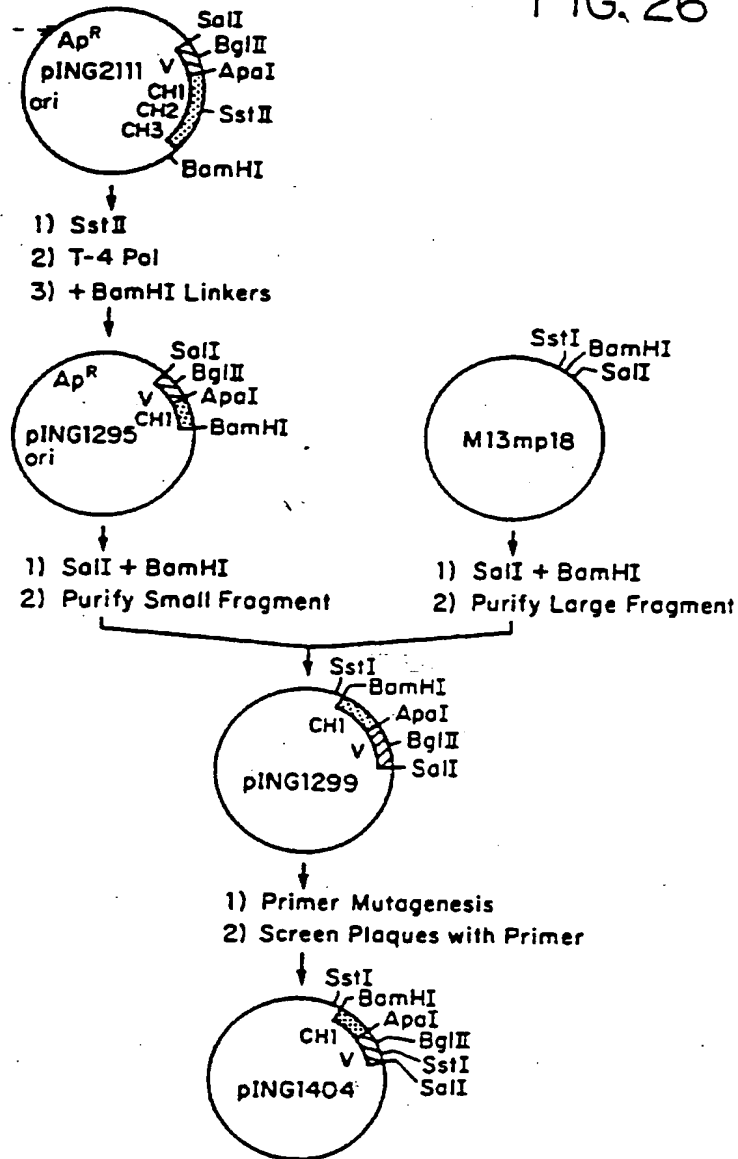 FIG. 26
SalI
BglII
ApaI
SstII
BamHI
ApR
pING2111
ori
V
CH1
CH2
CH3
1) SstII
2) T-4 Pol
3) + BamHI Linkers
SalI
BglII
ApaI
BamHI
ApR
V
CH1
pING1295
ori
SstI
BamHI
SalI
M13mp18
1) SalI + BamHI
2) Purify Small Fragment
1) SalI + BamHI
2) Purify Large Fragment
SstI
BamHI
ApaI
BglII
SalI
CH1
V
pING1299
1) Primer Mutagenesis
2) Screen Plaques with Primer
SstI
BamHI
ApaI
BglII
SstI
SalI
CH1
V
pING1404